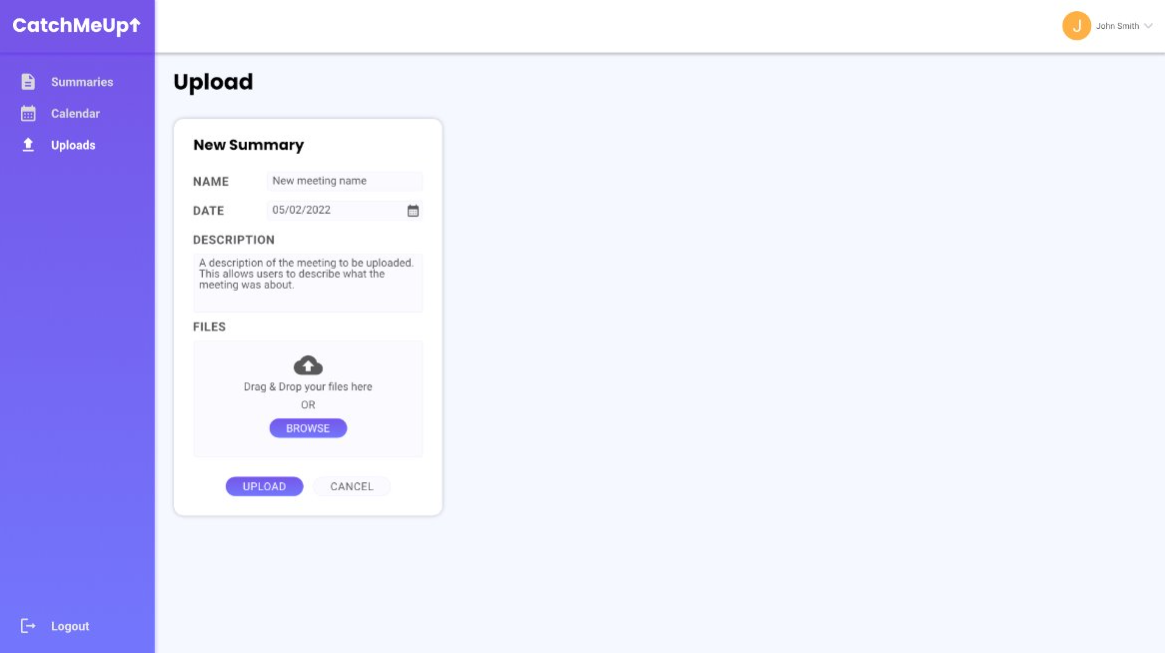 CatchMeUp↑
J
John Smith
Summaries
Calendar
Uploads
Logout
Upload
New Summary
NAME
New meeting name
DATE
05/02/2022
DESCRIPTION
A description of the meeting to be uploaded.
This allows users to describe what the
meeting was about.
FILES
Drag & Drop your files here
OR
BROWSE
UPLOAD
CANCEL